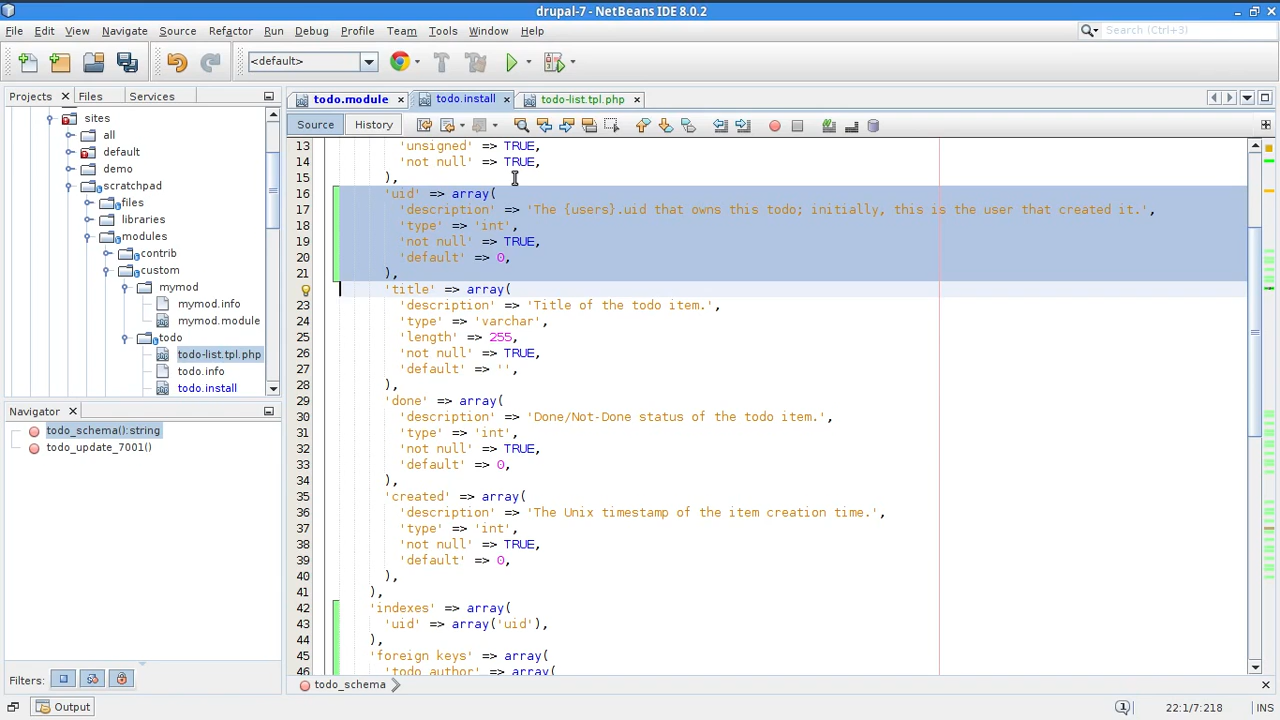 drupal-7 - NetBeans IDE 8.0.2
File Edit View Navigate Source Refactor Run Debug Profile Team Tools Window Help
Search (Ctrl+3)
<default>
Projects Files Services
todo.module todo.install todo-list.tpl.php
Source History
sites
all
default
demo
scratchpad
files
libraries
modules
contrib
custom
mymod
mymod.info
mymod.module
todo
todo-list.tpl.php
todo.info
todo.install
Navigator
todo_schema():string
todo_update_7001()
Filters:
13 'unsigned' => TRUE,
14 'not null' => TRUE,
15 ),
16 'uid' => array(
17 'description' => 'The {users}.uid that owns this todo; initially, this is the user that created it.',
18 'type' => 'int',
19 'not null' => TRUE,
20 'default' => 0,
21 ),
'title' => array(
23 'description' => 'Title of the todo item.',
24 'type' => 'varchar',
25 'length' => 255,
26 'not null' => TRUE,
27 'default' => '',
28 ),
29 'done' => array(
30 'description' => 'Done/Not-Done status of the todo item.',
31 'type' => 'int',
32 'not null' => TRUE,
33 'default' => 0,
34 ),
35 'created' => array(
36 'description' => 'The Unix timestamp of the item creation time.',
37 'type' => 'int',
38 'not null' => TRUE,
39 'default' => 0,
40 ),
41 ),
42 'indexes' => array(
43 'uid' => array('uid'),
44 ),
45 'foreign keys' => array(
46 'todo_author' => array(
todo_schema
Output
1
22:1/7:218 INS